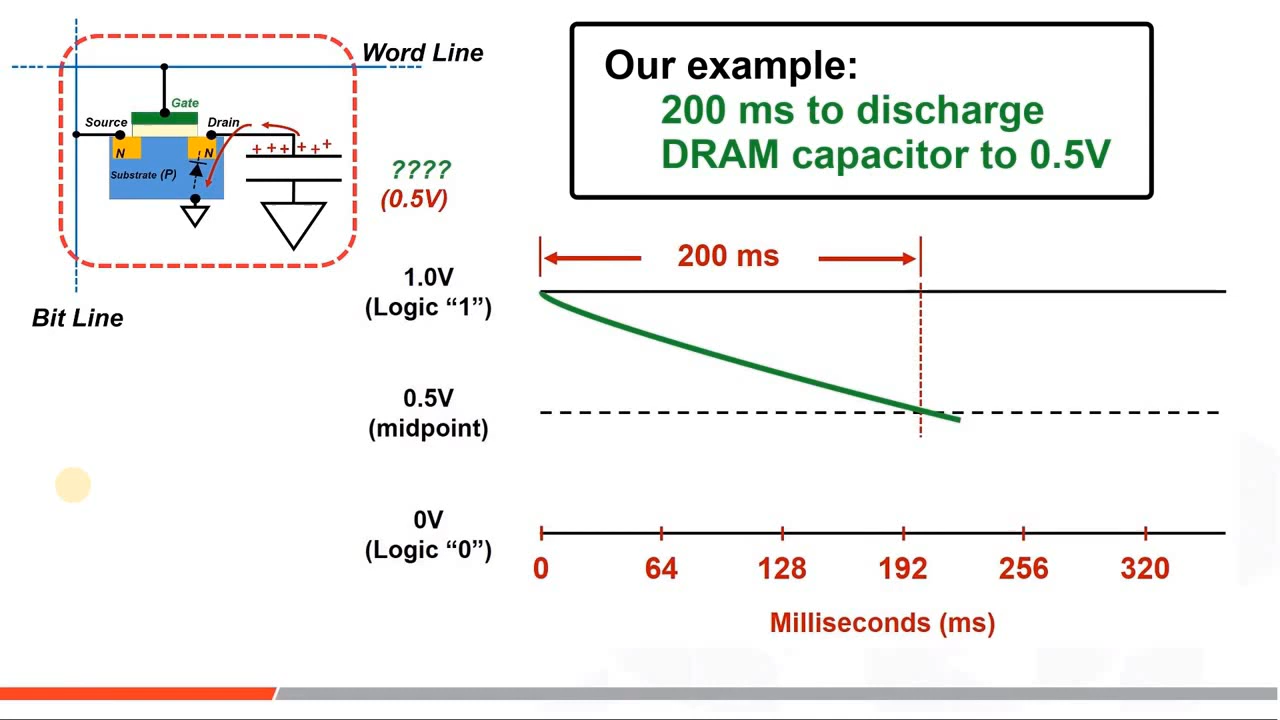 Word Line
Gate
Source
Drain
+ + + + + +
N
N
Substrate (P)
????
(0.5V)
Bit Line
Our example:
200 ms to discharge
DRAM capacitor to 0.5V
200 ms
1.0V
(Logic “1”)
0.5V
(midpoint)
0V
(Logic “0”)
0 64 128 192 256 320
Milliseconds (ms)